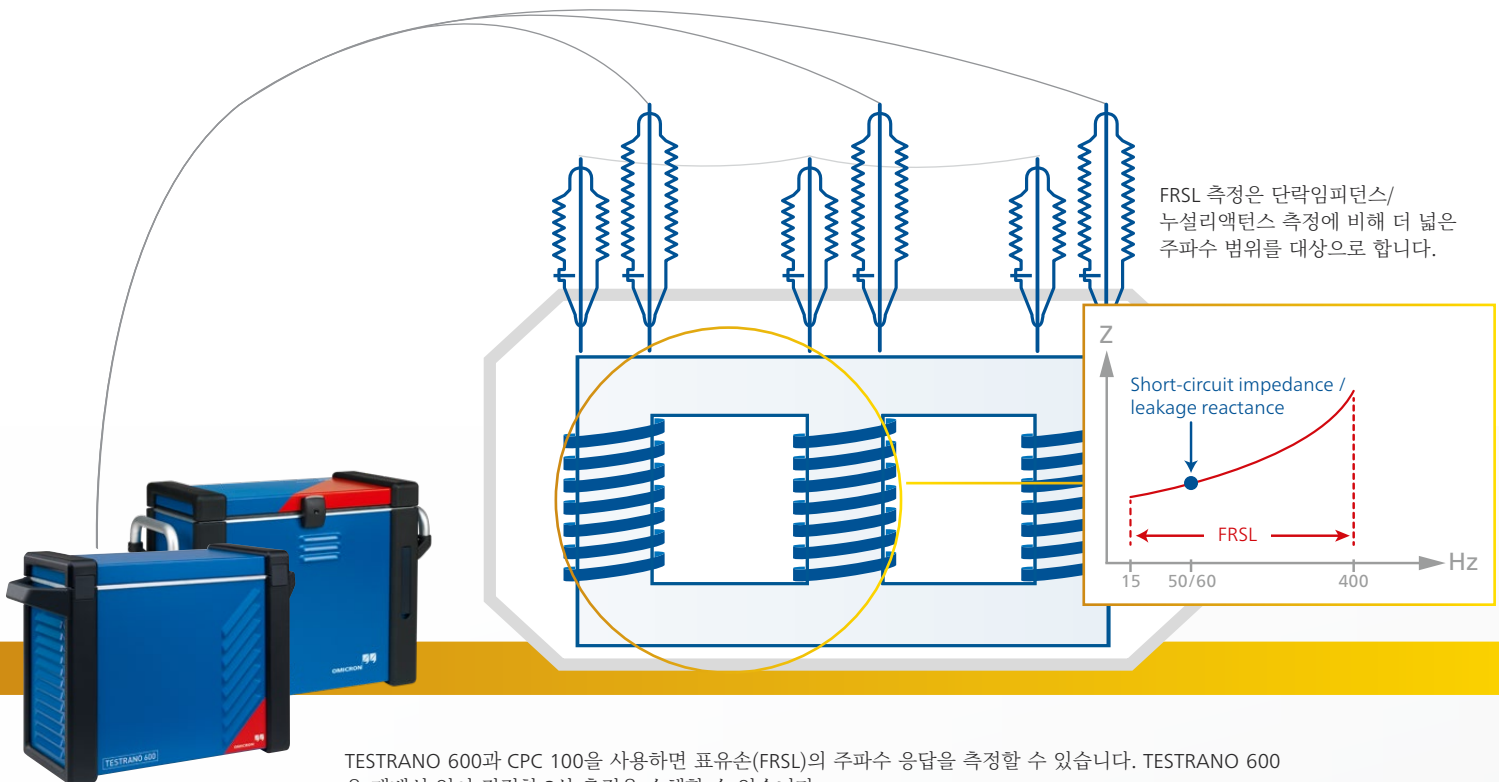 FRSL 측정은 단락임피던스/
누설리액턴스 측정에 비해 더 넓은
주파수 범위를 대상으로 합니다.
Z
Short-circuit impedance /
leakage reactance
FRSL
Hz
15 50/60 400
OMICRON
TESTRANO 600
OMICRON
TESTRANO 600과 CPC 100을 사용하면 표유손(FRSL)의 주파수 응답을 측정할 수 있습니다. TESTRANO 600